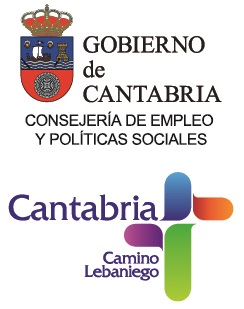 GOBIERNO
de
CANTABRIA
CONSEJERÍA DE EMPLEO
Y POLÍTICAS SOCIALES
Cantabria
Camino
Lebaniego